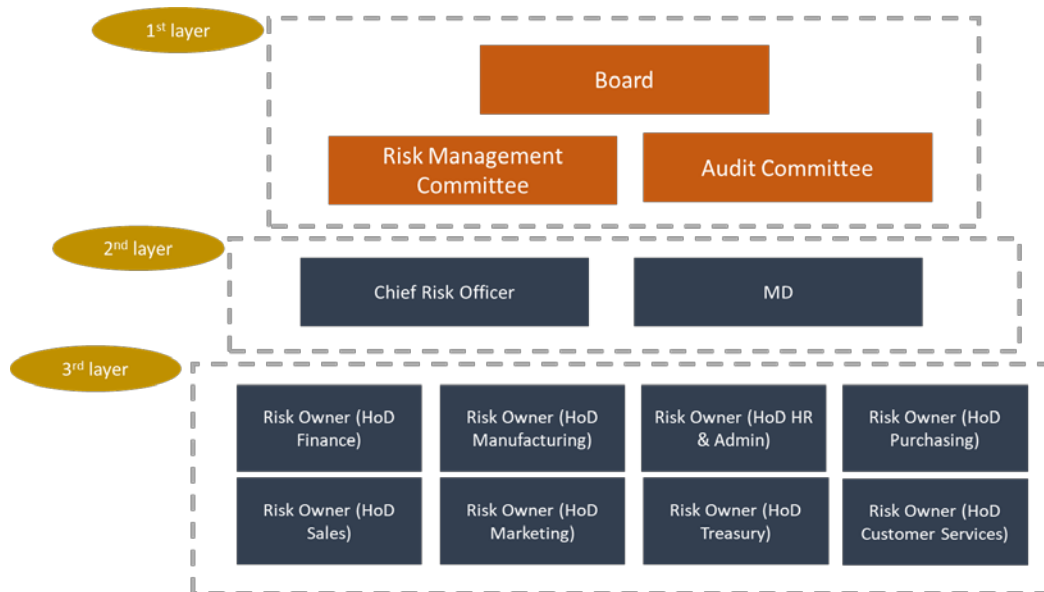 1st layer
Board
Risk Management
Committee
Audit Committee
2nd layer
Chief Risk Officer
MD
3rd layer
Risk Owner (HoD
Finance)
Risk Owner (HoD
Manufacturing)
Risk Owner (HoD HR
& Admin)
Risk Owner (HoD
Purchasing)
Risk Owner (HoD
Sales)
Risk Owner (HoD
Marketing)
Risk Owner (HoD
Treasury)
Risk Owner (HoD
Customer Services)